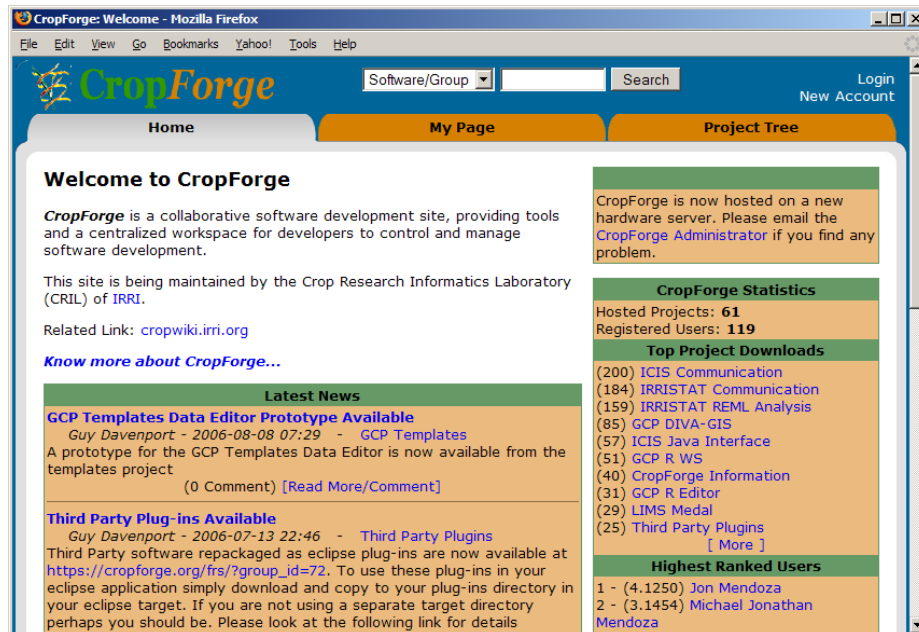 CropForge: Welcome - Mozilla Firefox
File Edit View Go Bookmarks Yahoo! Tools Help
CropForge
Software/Group
Search
Login
New Account
Home
My Page
Project Tree
Welcome to CropForge
CropForge is a collaborative software development site, providing tools
and a centralized workspace for developers to control and manage
software development.
This site is being maintained by the Crop Research Informatics Laboratory
(CRIL) of IRRI.
Related Link: cropwiki.irri.org
Know more about CropForge...
Latest News
GCP Templates Data Editor Prototype Available
Guy Davenport - 2006-08-08 07:29 - GCP Templates
A prototype for the GCP Templates Data Editor is now available from the
templates project
(0 Comment) [Read More/Comment]
Third Party Plug-ins Available
Guy Davenport - 2006-07-13 22:46 - Third Party Plugins
Third Party software repackaged as eclipse plug-ins are now available at
https://cropforge.org/frs/?group_id=72. To use these plug-ins in your
eclipse application simply download and copy to your plug-ins directory in
your eclipse target. If you are not using a separate target directory
perhaps you should be. Please look at the following link for details
CropForge is now hosted on a new
hardware server. Please email the
CropForge Administrator if you find any
problem.
CropForge Statistics
Hosted Projects: 61
Registered Users: 119
Top Project Downloads
(200) ICIS Communication
(184) IRRISTAT Communication
(159) IRRISTAT REML Analysis
(85) GCP DIVA-GIS
(57) ICIS Java Interface
(51) GCP R WS
(40) CropForge Information
(31) GCP R Editor
(29) LIMS Medal
(25) Third Party Plugins
[ More ]
Highest Ranked Users
1 - (4.1250) Jon Mendoza
2 - (3.1454) Michael Jonathan
Mendoza